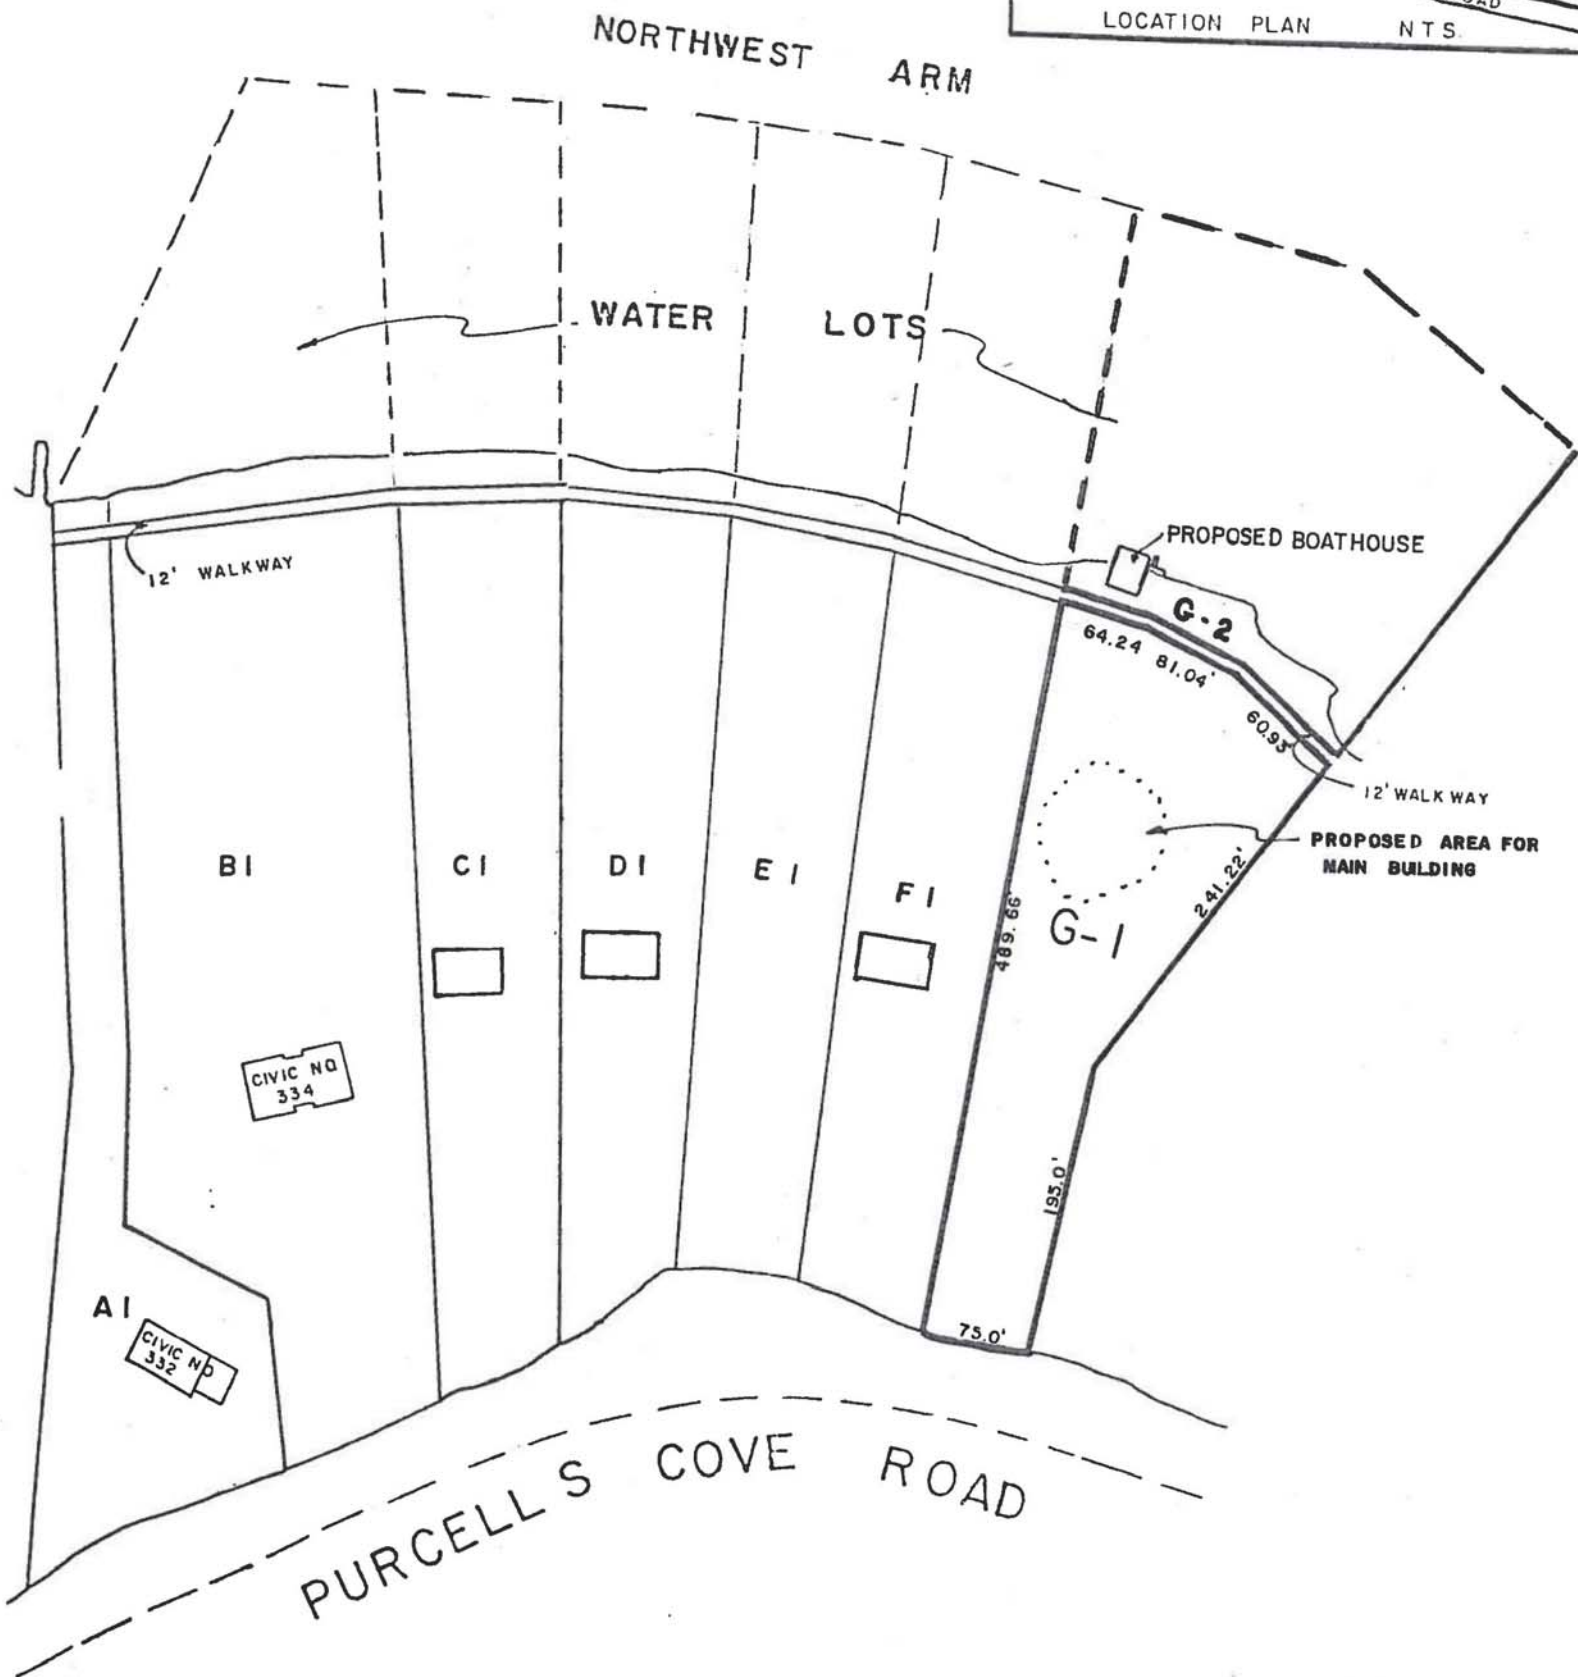 LOCATION PLAN N T S.
NORTHWEST ARM
WATER LOTS
PROPOSED BOATHOUSE
12' WALKWAY
G-2
64.24
81.04'
60.93'
12' WALKWAY
PROPOSED AREA FOR
MAIN BUILDING
B1
C1
D1
E1
F1
489.66'
G-1
241.22'
CIVIC NO
334
195.0'
A1
CIVIC NO
332
75.0'
PURCELLS COVE ROAD